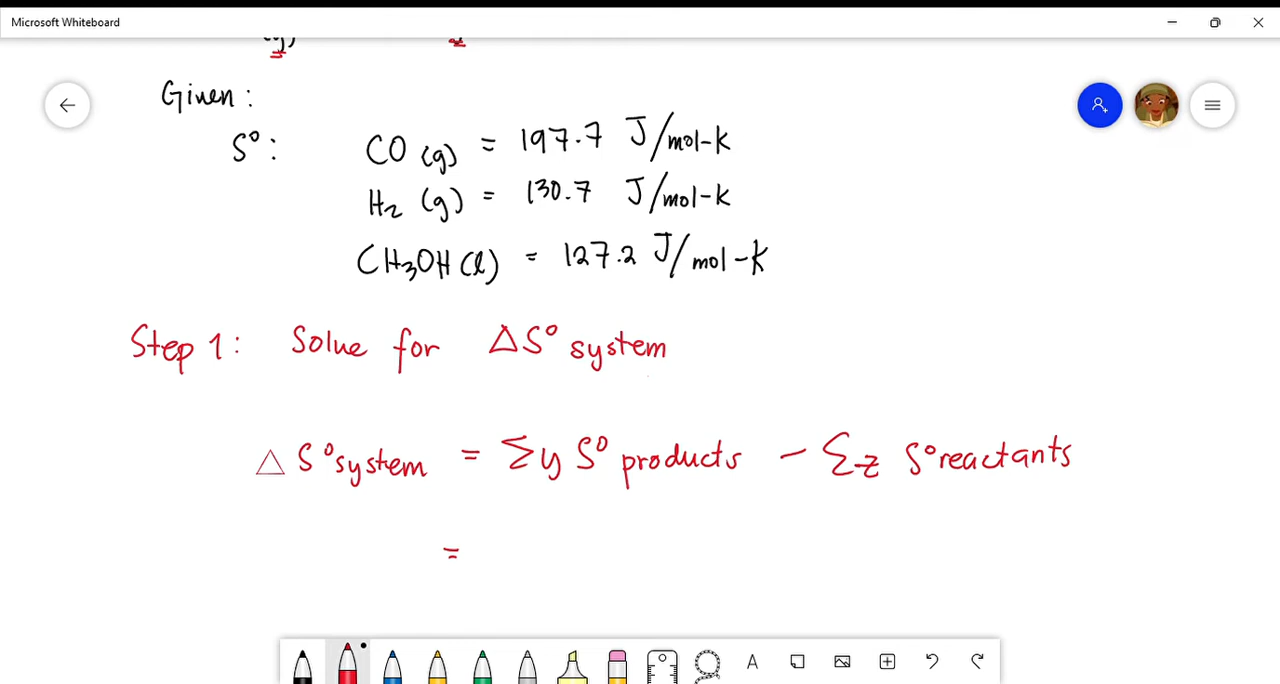 Microsoft Whiteboard
(g)
Given :
S° : CO (g) = 197.7 J/mol-K
H2 (g) = 130.7 J/mol-K
CH3OH (l) = 127.2 J/mol-K
Step 1 : Solve for ΔS° system
ΔS° system = Σy S° products - Σz S° reactants
=
A